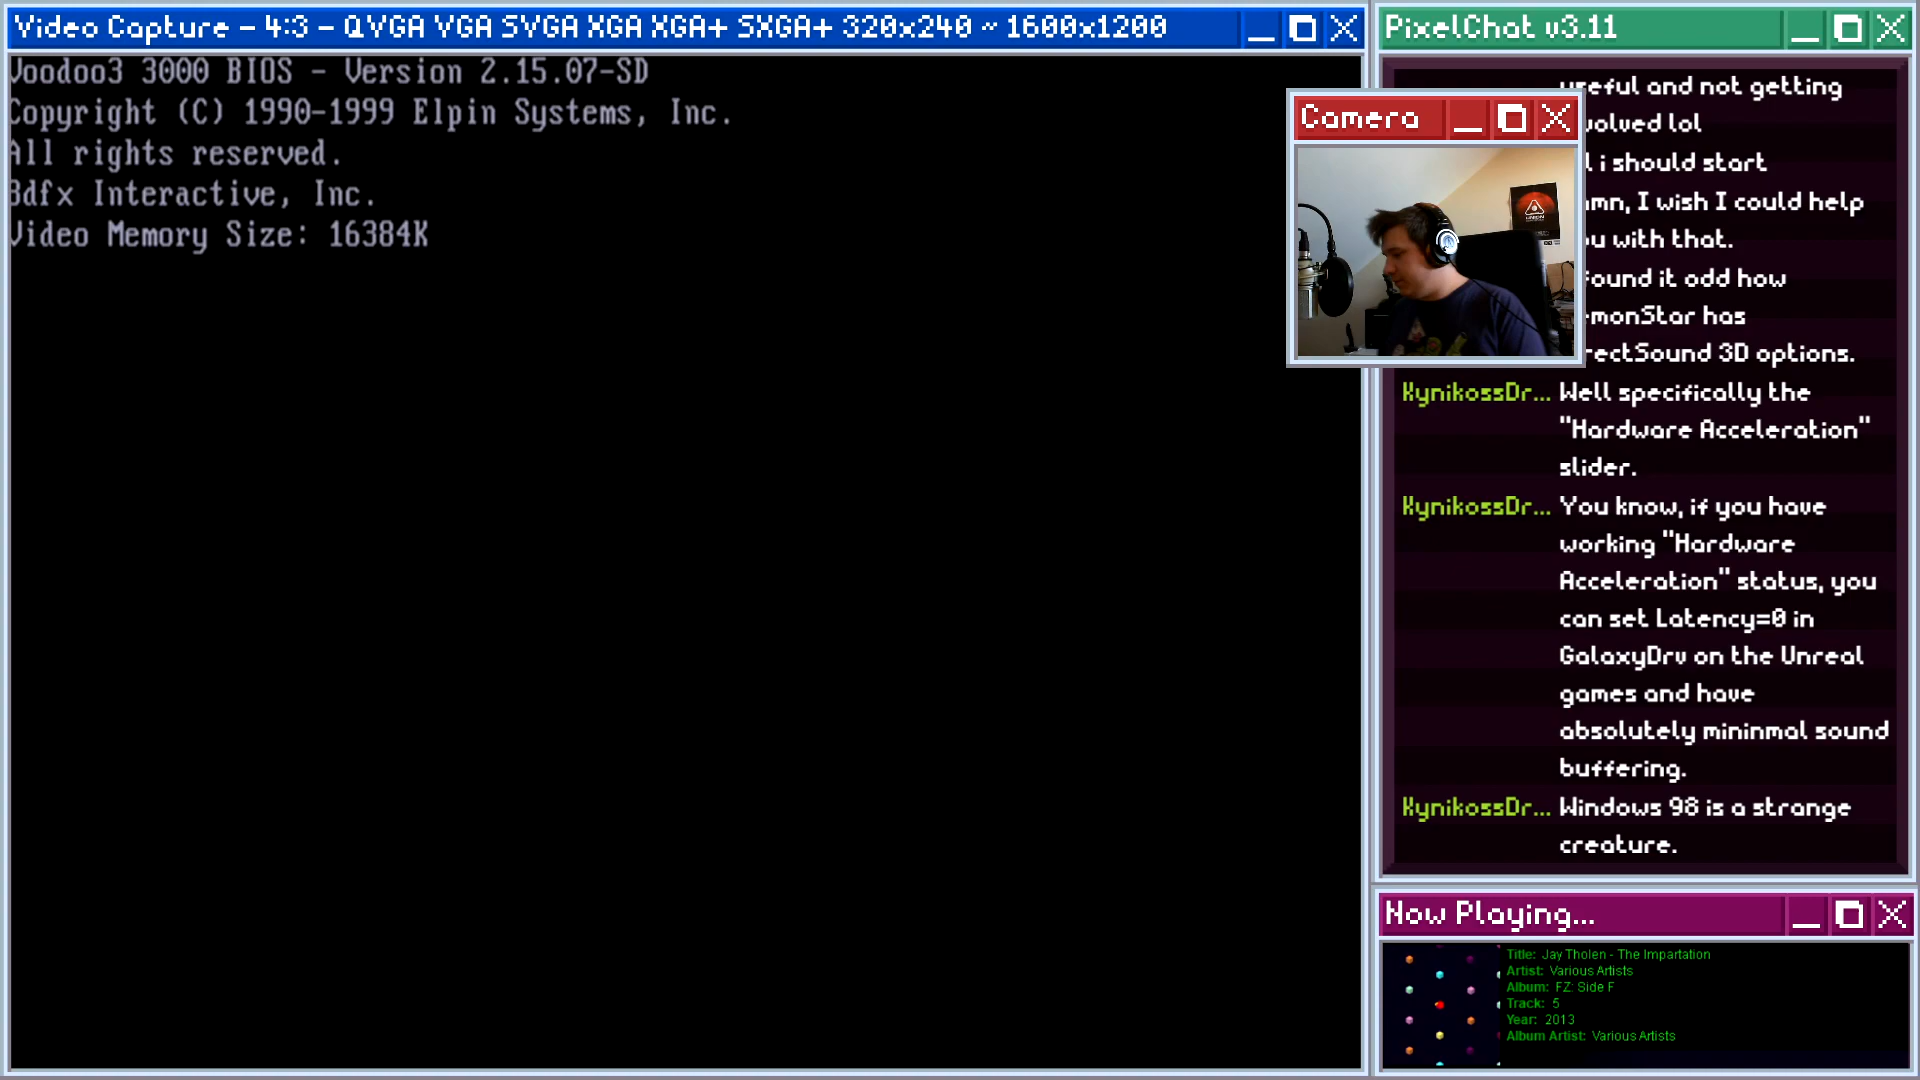 Video Capture - 4:3 - QVGA VGA SVGA XGA XGA+ SXGA+ 320x240 ~ 1600x1200
Voodoo3 3000 BIOS - Version 2.15.07-SD
Copyright (C) 1990-1999 Elpin Systems, Inc.
All rights reserved.
3dfx Interactive, Inc.
Video Memory Size: 16384K
Camera
PixelChat v3.11
useful and not getting
volved lol
i should start
mn, I wish I could help
u with that.
found it odd how
monStar has
rectSound 3D options.
KynikossDr... Well specifically the
"Hardware Acceleration"
slider.
KynikossDr... You know, if you have
working "Hardware
Acceleration" status, you
can set Latency=0 in
GalaxyDrv on the Unreal
games and have
absolutely mininmal sound
buffering.
KynikossDr... Windows 98 is a strange
creature.
Now Playing...
Title: Jay Tholen - The Impartation
Artist: Various Artists
Album: FZ: Side F
Track: 5
Year: 2013
Album Artist: Various Artists